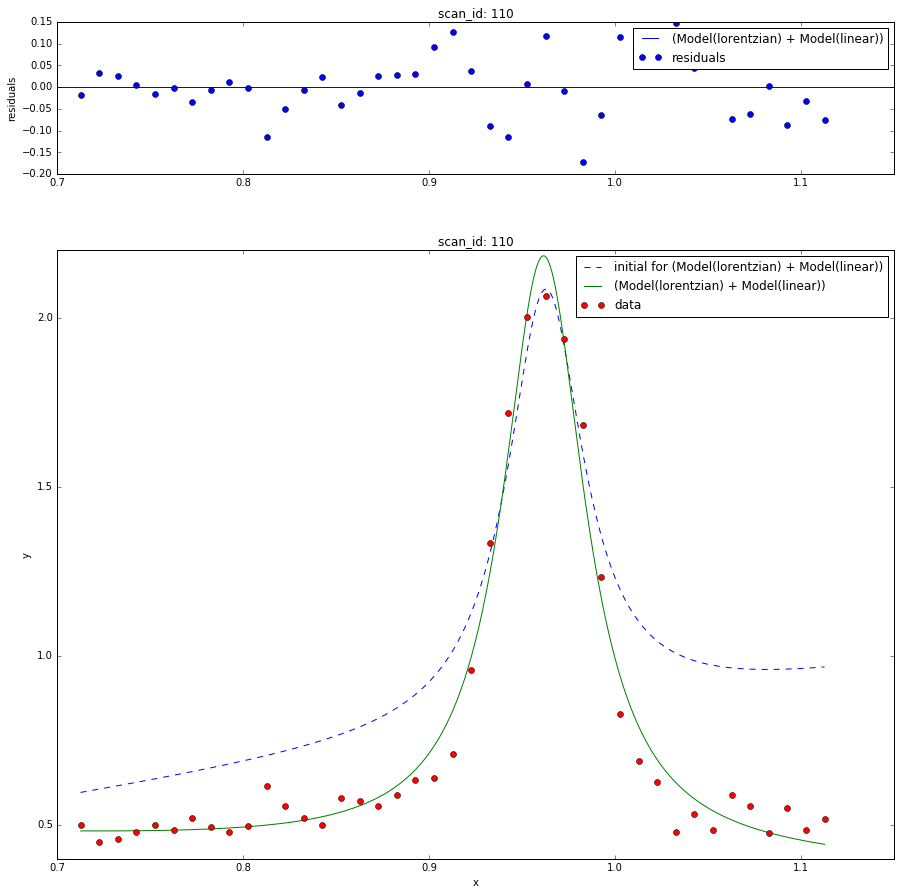 scan_id: 110
0.15
0.10
0.05
0.00
−0.05
−0.10
−0.15
−0.20
residuals
(Model(lorentzian) + Model(linear))
residuals
0.7 0.8 0.9 1.0 1.1
scan_id: 110
initial for (Model(lorentzian) + Model(linear))
(Model(lorentzian) + Model(linear))
data
2.0
1.5
1.0
0.5
y
0.7 0.8 0.9 1.0 1.1
x